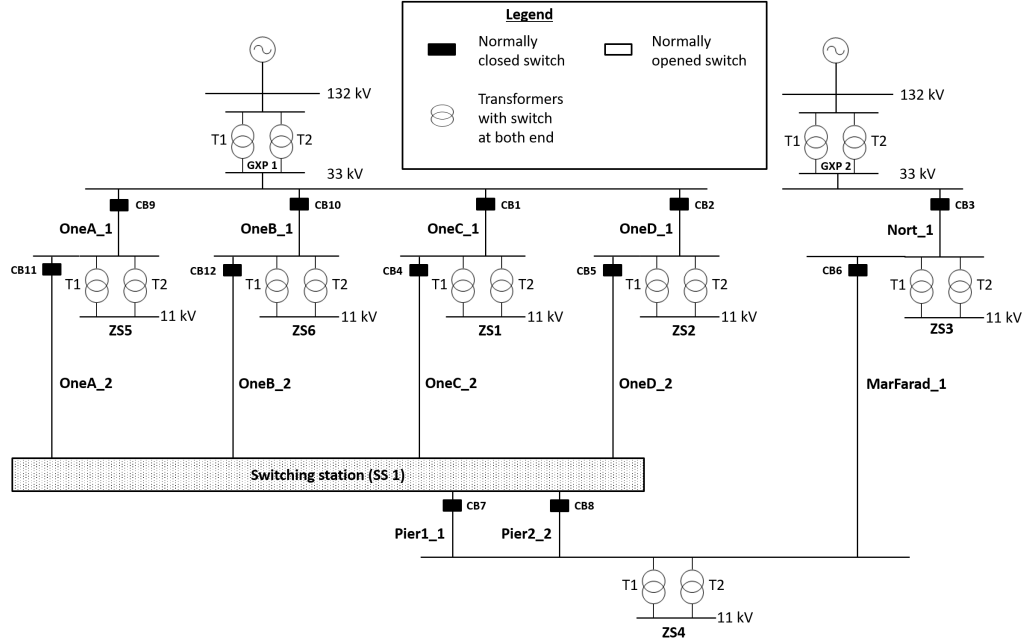 Legend
Normally
closed switch
Normally
opened switch
Transformers
with switch
at both end
132 kV
132 kV
T1
T2
T1
T2
GXP 1
GXP 2
33 kV
33 kV
CB9
CB10
CB1
CB2
CB3
OneA_1
OneB_1
OneC_1
OneD_1
Nort_1
CB11
T1
T2
CB12
T1
T2
CB4
T1
T2
CB5
T1
T2
CB6
T1
T2
11 kV
11 kV
11 kV
11 kV
11 kV
ZS5
ZS6
ZS1
ZS2
ZS3
OneA_2
OneB_2
OneC_2
OneD_2
MarFarad_1
Switching station (SS 1)
CB7
CB8
Pier1_1
Pier2_2
T1
T2
11 kV
ZS4